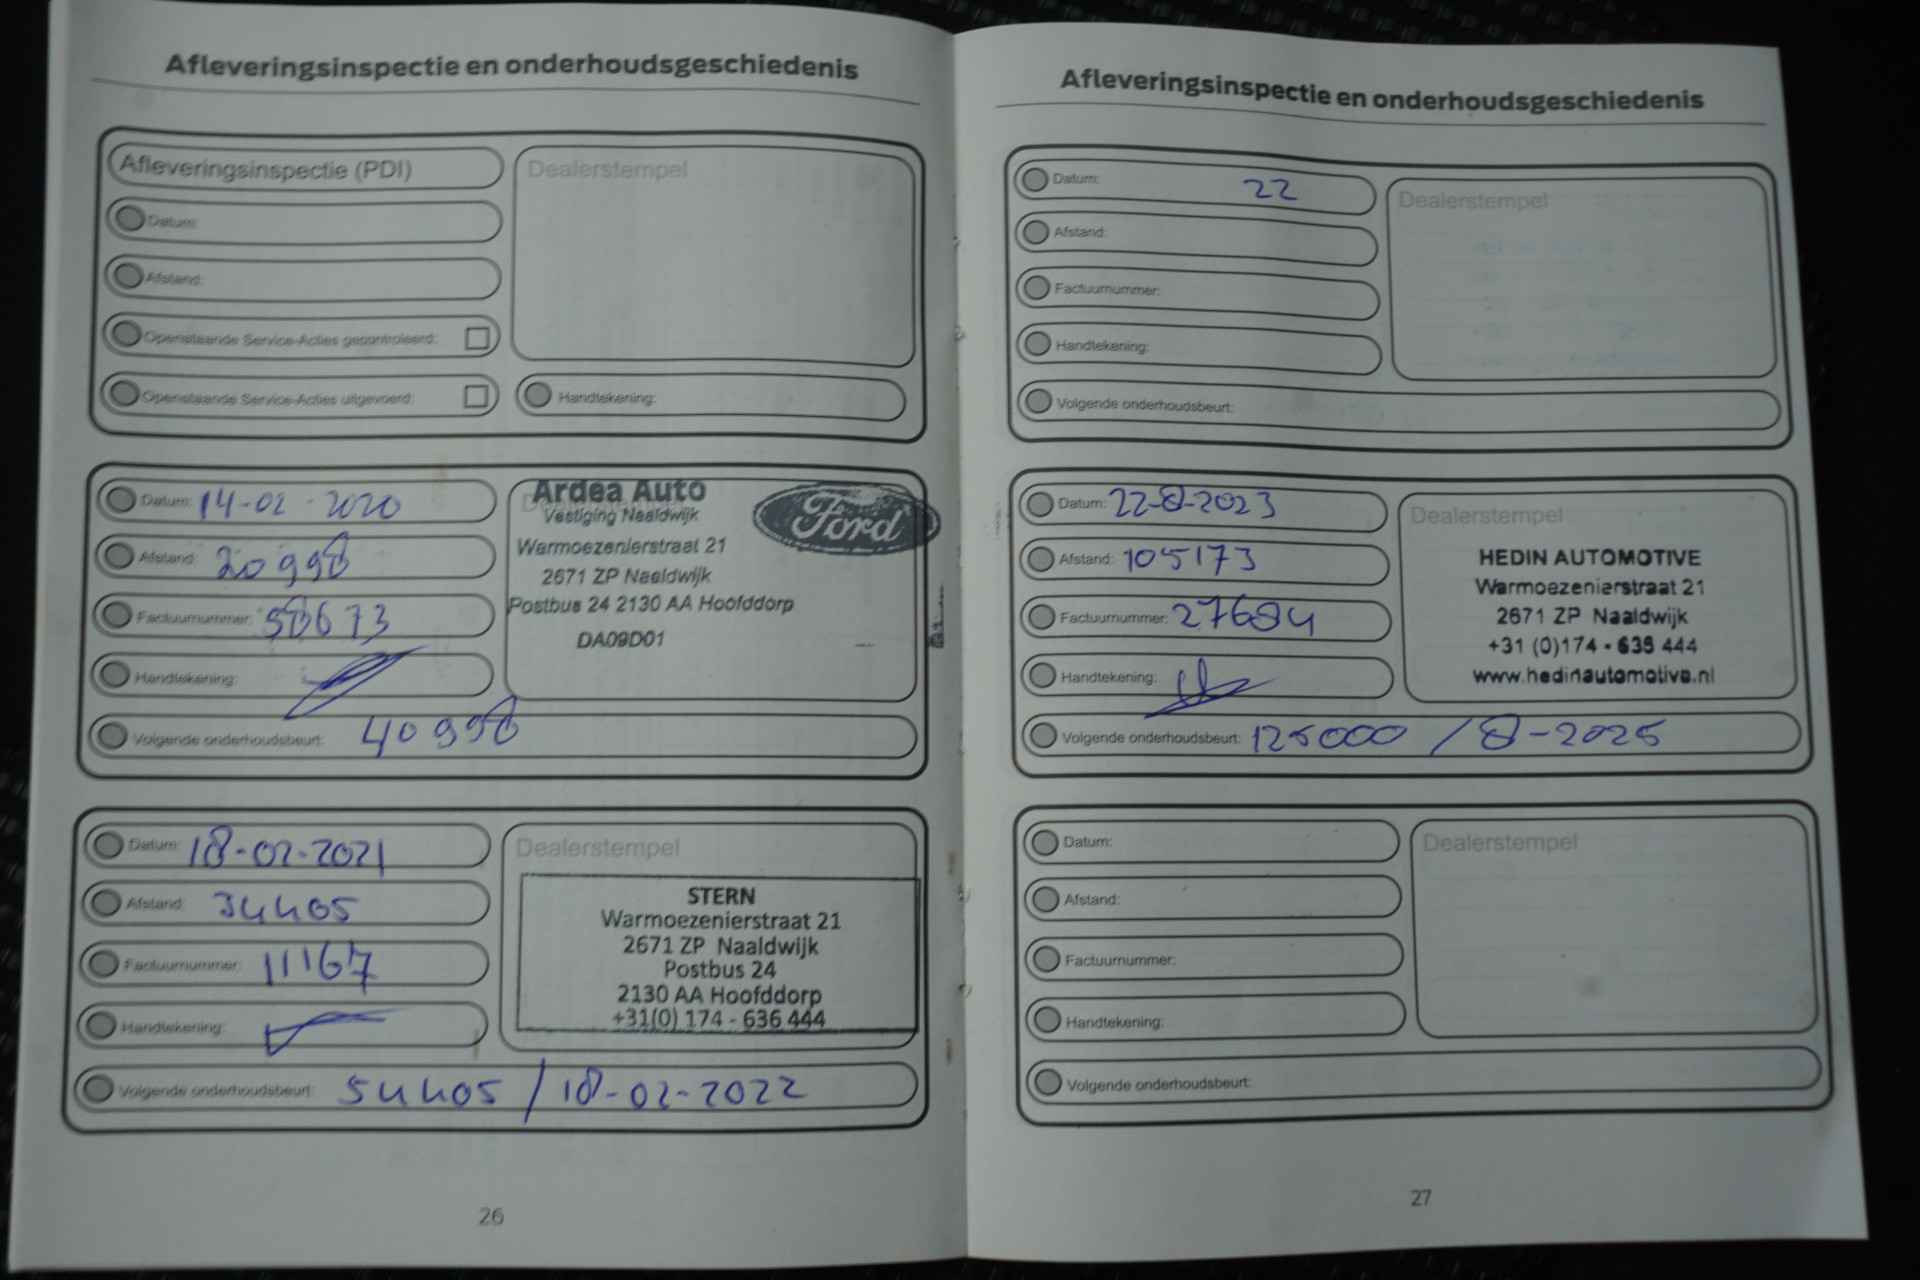 Afleveringsinspectie en onderhoudsgeschiedenis
Afleveringsinspectie (PDI)
Dealerstempel
Datum:
Afstand:
Openstaande Service-Acties gecontroleerd:
Openstaande Service-Acties uitgevoerd:
Handtekening:
Datum: 14-02-2020
Afstand: 20998
Factuurnummer: 58673
Handtekening:
Volgende onderhoudsbeurt: 40998
Ardea Auto
Vestiging Naaldwijk
Warmoezenierstraat 21
2671 ZP Naaldwijk
Postbus 24 2130 AA Hoofddorp
DA09D01
Ford
Datum: 18-02-2021
Afstand: 34405
Factuurnummer: 11167
Handtekening:
Volgende onderhoudsbeurt: 54405 / 18-02-2022
Dealerstempel
STERN
Warmoezenierstraat 21
2671 ZP Naaldwijk
Postbus 24
2130 AA Hoofddorp
+31(0) 174 - 636 444
26
Afleveringsinspectie en onderhoudsgeschiedenis
Datum: 22
Afstand:
Factuurnummer:
Handtekening:
Volgende onderhoudsbeurt:
Dealerstempel
Datum: 22-8-2023
Afstand: 105173
Factuurnummer: 27684
Handtekening:
Volgende onderhoudsbeurt: 125000 / 8-2025
Dealerstempel
HEDIN AUTOMOTIVE
Warmoezenierstraat 21
2671 ZP Naaldwijk
+31 (0)174 - 636 444
www.hedinautomotive.nl
Datum:
Afstand:
Factuurnummer:
Handtekening:
Volgende onderhoudsbeurt:
Dealerstempel
27